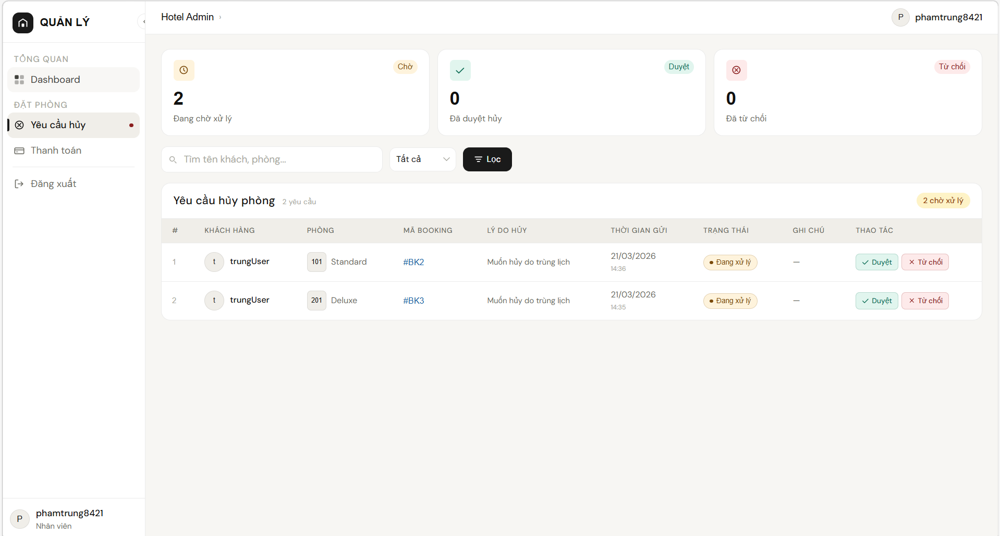 QUẢN LÝ
Hotel Admin ›
P phamtrung8421
TỔNG QUAN
Dashboard
ĐẶT PHÒNG
Yêu cầu hủy
Thanh toán
Đăng xuất
P phamtrung8421
Nhân viên
Chờ
2
Đang chờ xử lý
Duyệt
0
Đã duyệt hủy
Từ chối
0
Đã từ chối
Tìm tên khách, phòng... Tất cả Lọc
Yêu cầu hủy phòng 2 yêu cầu 2 chờ xử lý
# KHÁCH HÀNG PHÒNG MÃ BOOKING LÝ DO HỦY THỜI GIAN GỬI TRẠNG THÁI GHI CHÚ THAO TÁC
1 t trungUser 101 Standard #BK2 Muốn hủy do trùng lịch 21/03/2026 Đang xử lý — Duyệt Từ chối
14:36
2 t trungUser 201 Deluxe #BK3 Muốn hủy do trùng lịch 21/03/2026 Đang xử lý — Duyệt Từ chối
14:35